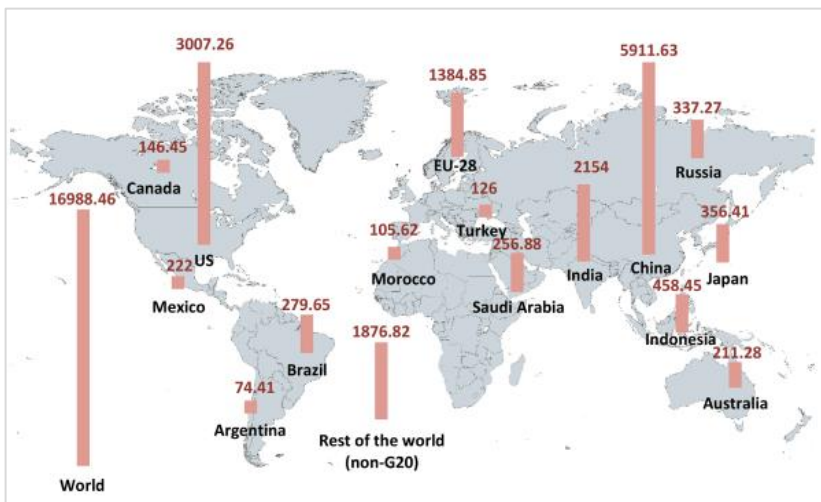 3007.26
5911.63
1384.85
337.27
146.45
Canada
EU-28
2154
Russia
16988.46
126
Turkey
356.41
105.62
256.88
US
Morocco
India
China
Japan
222
458.45
Mexico
Saudi Arabia
279.65
1876.82
Indonesia
211.28
Brazil
74.41
Australia
Argentina
Rest of the world
(non-G20)
World